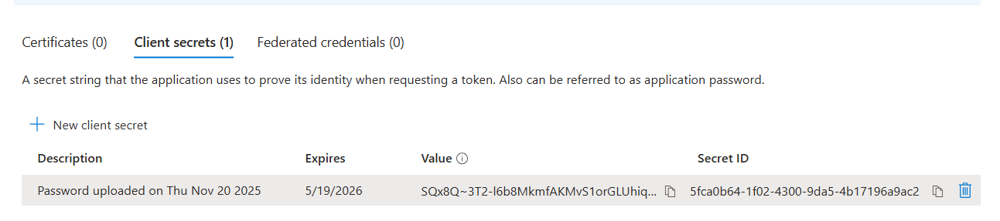 Certificates (0) Client secrets (1) Federated credentials (0)
A secret string that the application uses to prove its identity when requesting a token. Also can be referred to as application password.
New client secret
Description Expires Value Secret ID
Password uploaded on Thu Nov 20 2025 5/19/2026 SQx8Q~3T2-l6b8MkmfAKMvS1orGLUhiq... 5fca0b64-1f02-4300-9da5-4b17196a9ac2